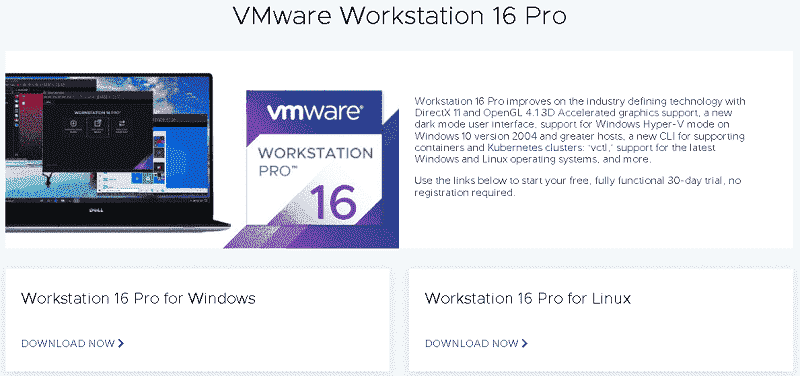 VMware Workstation 16 Pro
WORKSTATION 16 PRO™
vmware®
WORKSTATION
PRO™
16
DELL
Workstation 16 Pro improves on the industry defining technology with
DirectX 11 and OpenGL 4.1 3D Accelerated graphics support, a new
dark mode user interface, support for Windows Hyper-V mode on
Windows 10 version 2004 and greater hosts, a new CLI for supporting
containers and Kubernetes clusters: 'vctl,' support for the latest
Windows and Linux operating systems, and more.
Use the links below to start your free, fully functional 30-day trial, no
registration required.
Workstation 16 Pro for Windows
DOWNLOAD NOW
Workstation 16 Pro for Linux
DOWNLOAD NOW